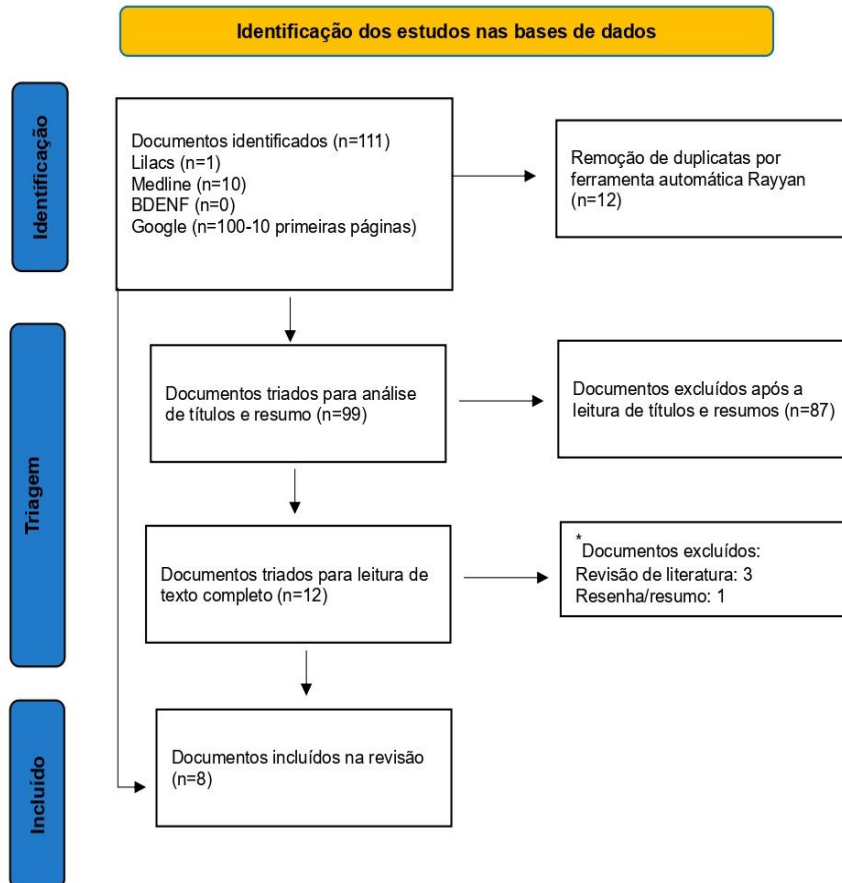 Identificação dos estudos nas bases de dados
Identificação
Documentos identificados (n=111)
Lilacs (n=1)
Medline (n=10)
BDENF (n=0)
Google (n=100-10 primeiras páginas)
Remoção de duplicatas por
ferramenta automática Rayyan
(n=12)
Triagem
Documentos triados para análise
de títulos e resumo (n=99)
Documentos excluídos após a
leitura de títulos e resumos (n=87)
Documentos triados para leitura de
texto completo (n=12)
*Documentos excluídos:
Revisão de literatura: 3
Resenha/resumo: 1
Incluído
Documentos incluídos na revisão
(n=8)